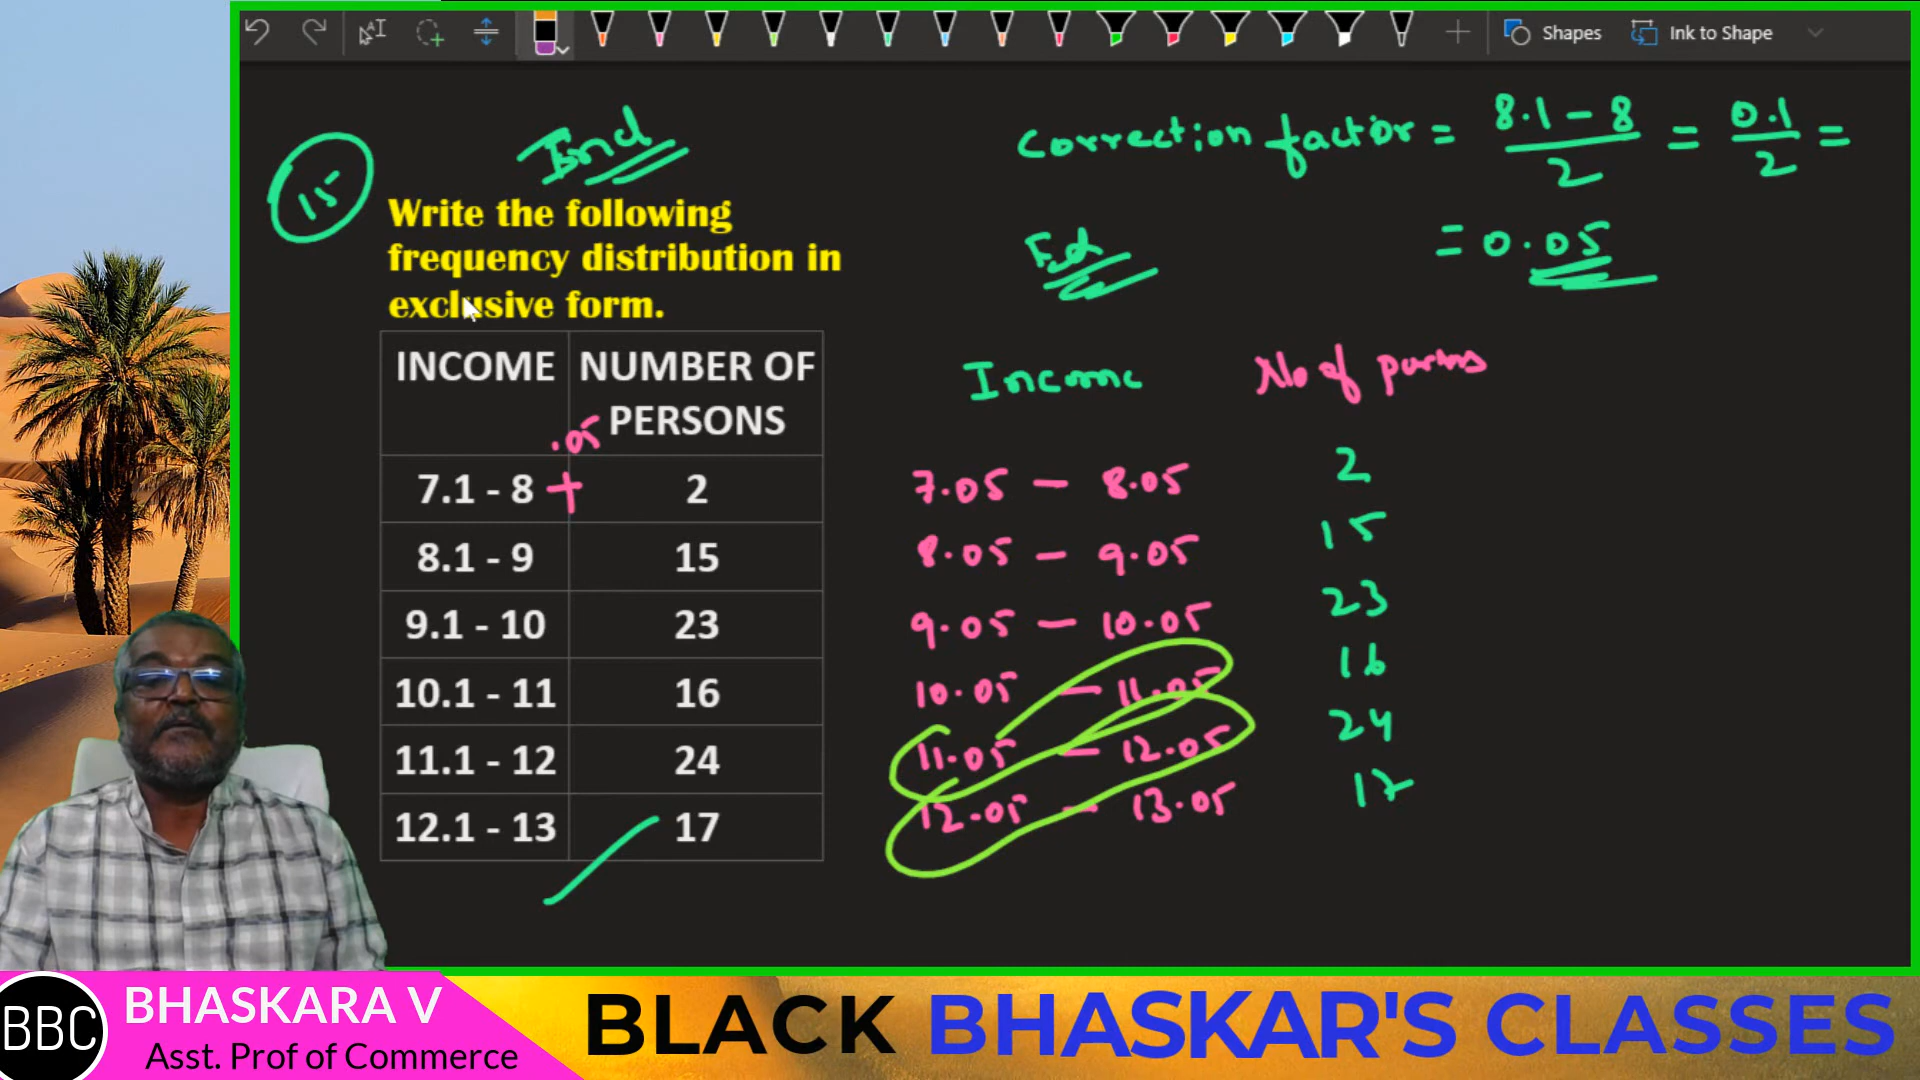 Shapes
Ink to Shape
15
Ind
Correction factor = 8.1 - 8 / 2 = 0.1 / 2 =
= 0.05
Write the following
frequency distribution in
exclusive form.
INCOME NUMBER OF
PERSONS
.05
7.1 - 8 + 2
8.1 - 9 15
9.1 - 10 23
10.1 - 11 16
11.1 - 12 24
12.1 - 13 17
Income No of
7.05 - 8.05 2
8.05 - 9.05 15
9.05 - 10.05 23
10.05 - 11.05 16
11.05 - 12.05 24
12.05 - 13.05 17
BBC
BHASKARA V
Asst. Prof of Commerce
BLACK BHASKAR'S CLASSES